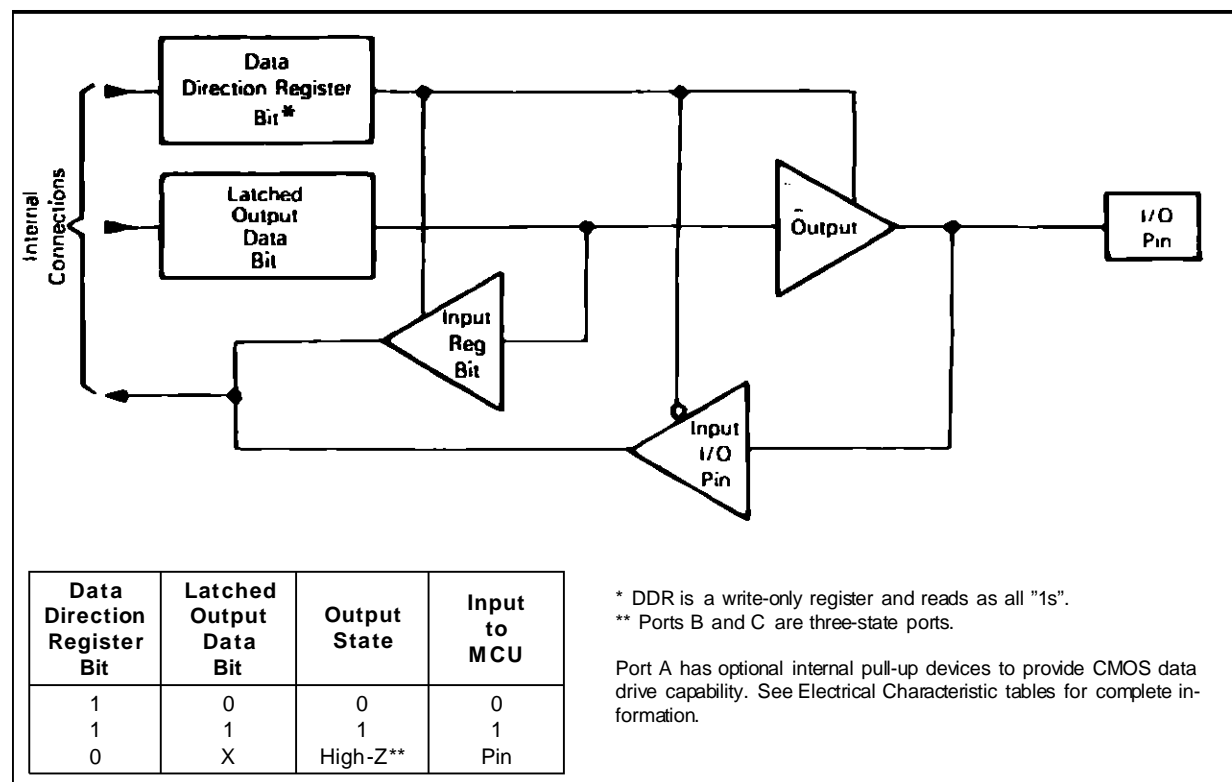 Data
Direction Register
Bit*
Internal
Connections
Latched
Output
Data
Bit
Output
I/O
Pin
Input
Reg
Bit
Input
I/O
Pin
Data Direction Register Bit | Latched Output Data Bit | Output State | Input to MCU
1 0 0 0
1 1 1 1
0 X High-Z** Pin
* DDR is a write-only register and reads as all "1s".
** Ports B and C are three-state ports.
Port A has optional internal pull-up devices to provide CMOS data
drive capability. See Electrical Characteristic tables for complete in-
formation.